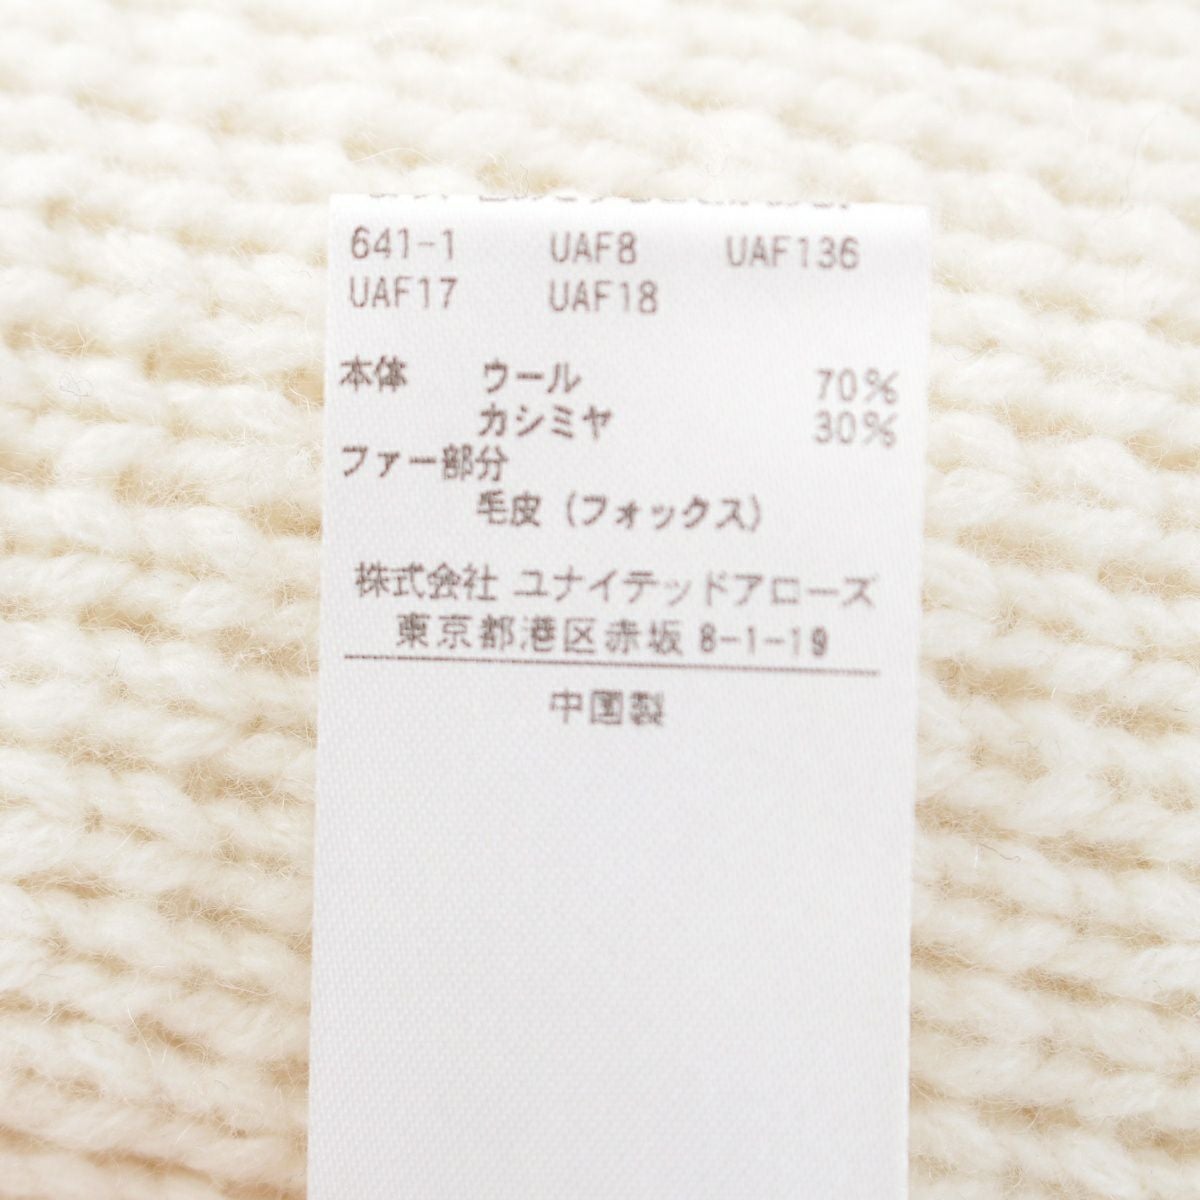 641-1 UAF8 UAF136
UAF17 UAF18
本体 ウール 70%
カシミヤ 30%
ファー部分
毛皮（フォックス）
株式会社 ユナイテッドアローズ
東京都港区赤坂 8-1-19
中国製